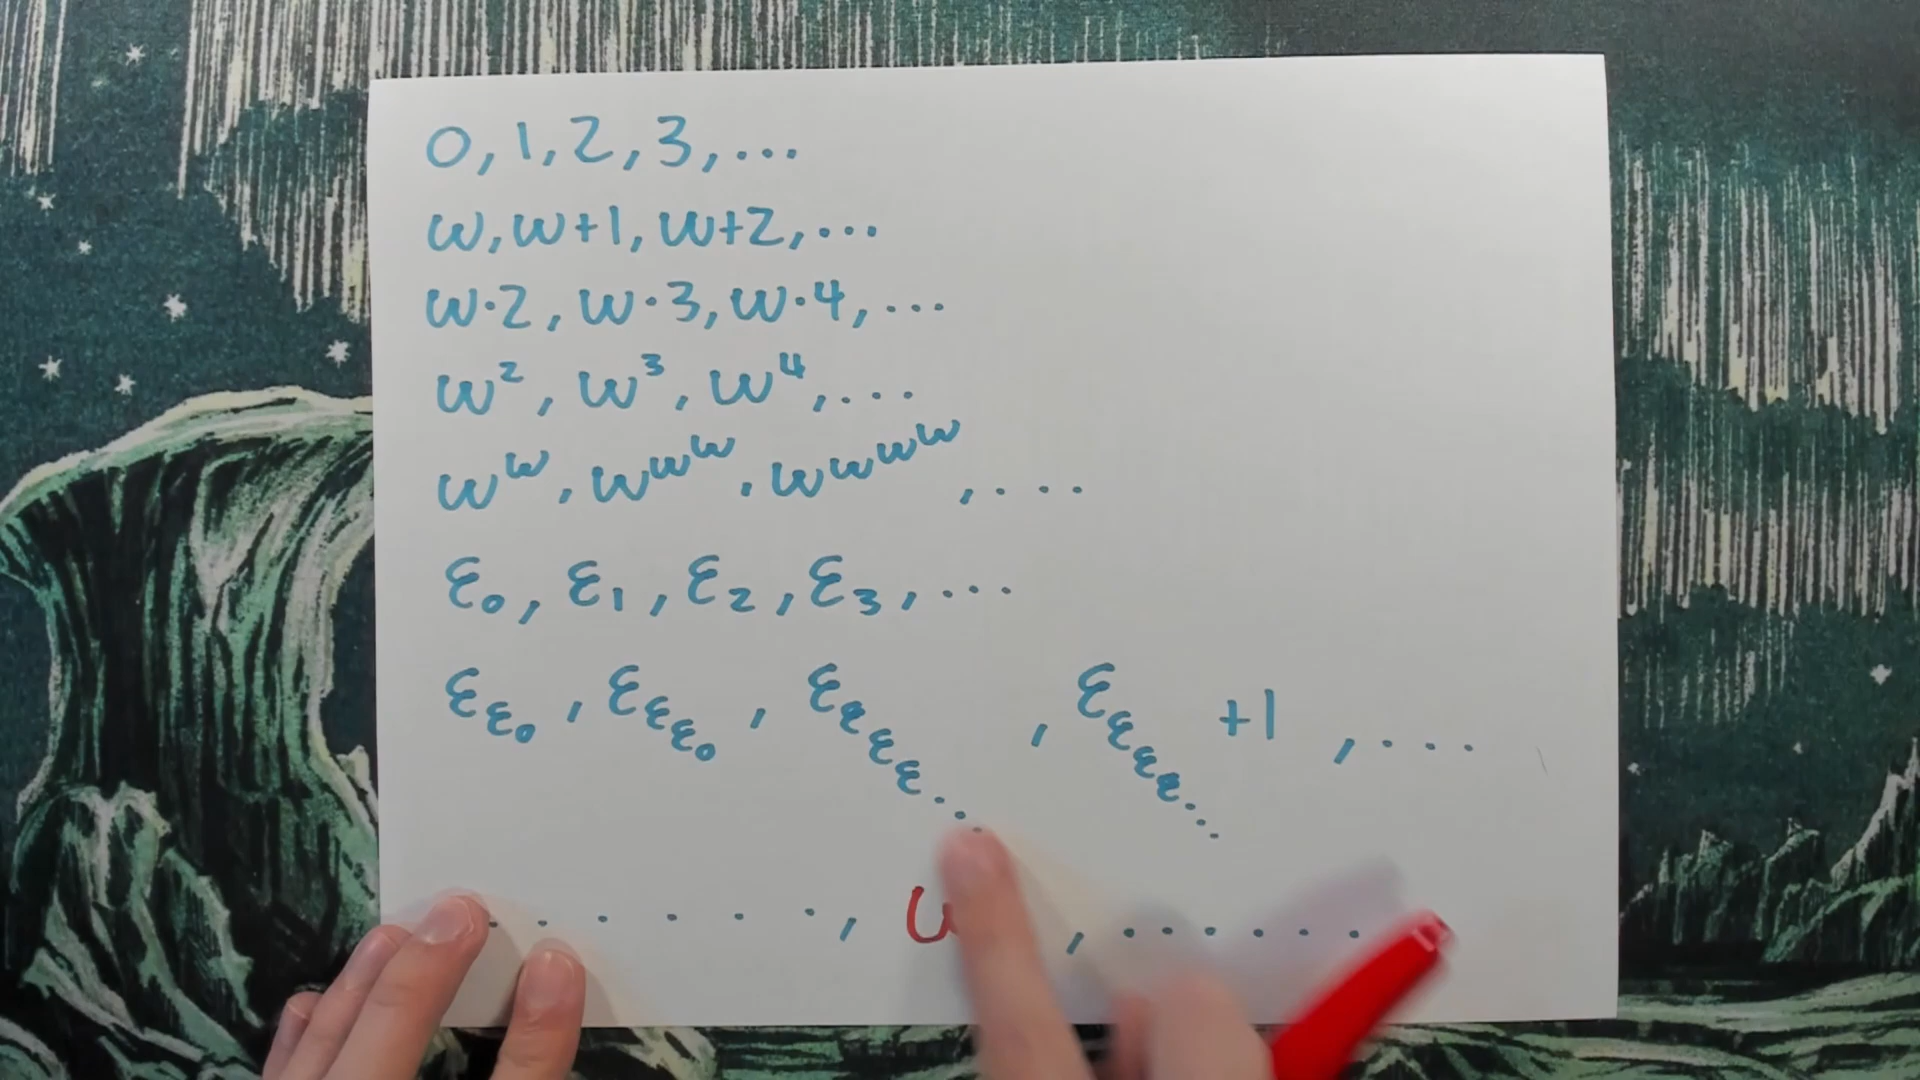 0, 1, 2, 3, ...
ω, ω+1, ω+2, ...
ω·2, ω·3, ω·4, ...
ω², ω³, ω⁴, ...
ω^ω, ω^ω^ω, ω^ω^ω^ω, ....
ε₀, ε₁, ε₂, ε₃, ...
ε_ε₀, ε_ε_ε₀, ε_ε_ε_ε..., ε_ε_ε_ε... +1, ....
......, , ......